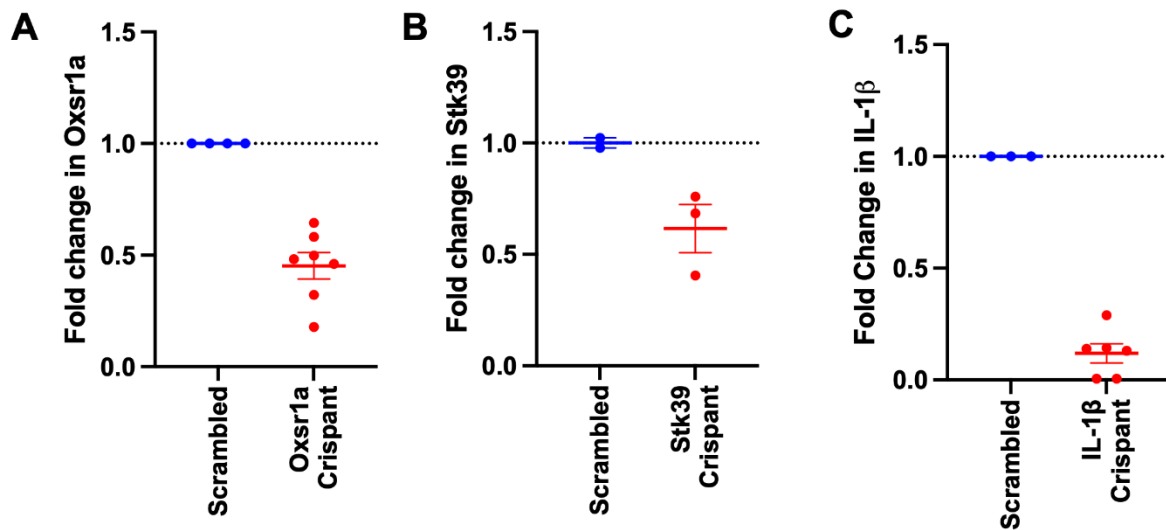 A
Fold change in Oxsr1a
1.5
1.0
0.5
0.0
Scrambled
Oxsr1a
Crispant
B
Fold change in Stk39
1.5
1.0
0.5
0.0
Scrambled
Stk39
Crispant
C
Fold Change in IL-1β
1.5
1.0
0.5
0.0
Scrambled
IL-1β
Crispant